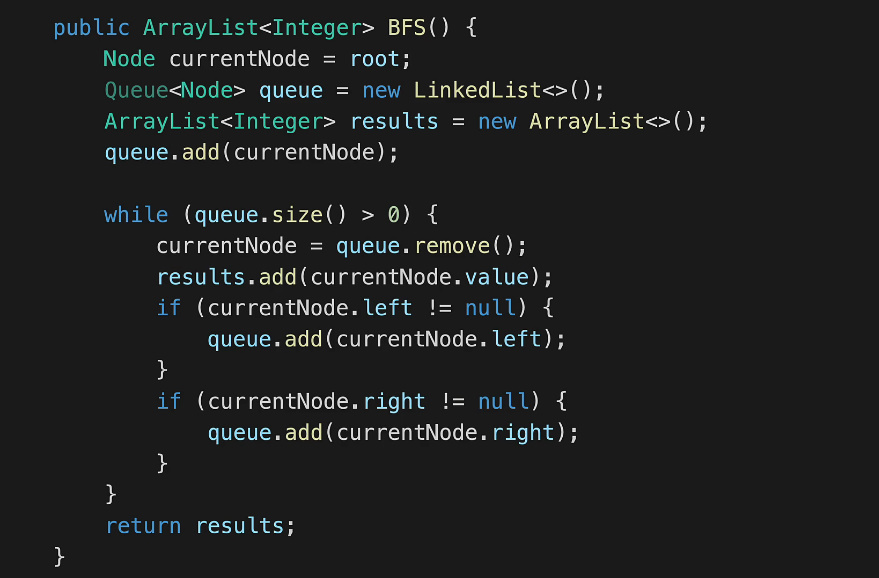 public ArrayList<Integer> BFS() {
    Node currentNode = root;
    Queue<Node> queue = new LinkedList<>();
    ArrayList<Integer> results = new ArrayList<>();
    queue.add(currentNode);

    while (queue.size() > 0) {
        currentNode = queue.remove();
        results.add(currentNode.value);
        if (currentNode.left != null) {
            queue.add(currentNode.left);
        }
        if (currentNode.right != null) {
            queue.add(currentNode.right);
        }
    }
    return results;
}